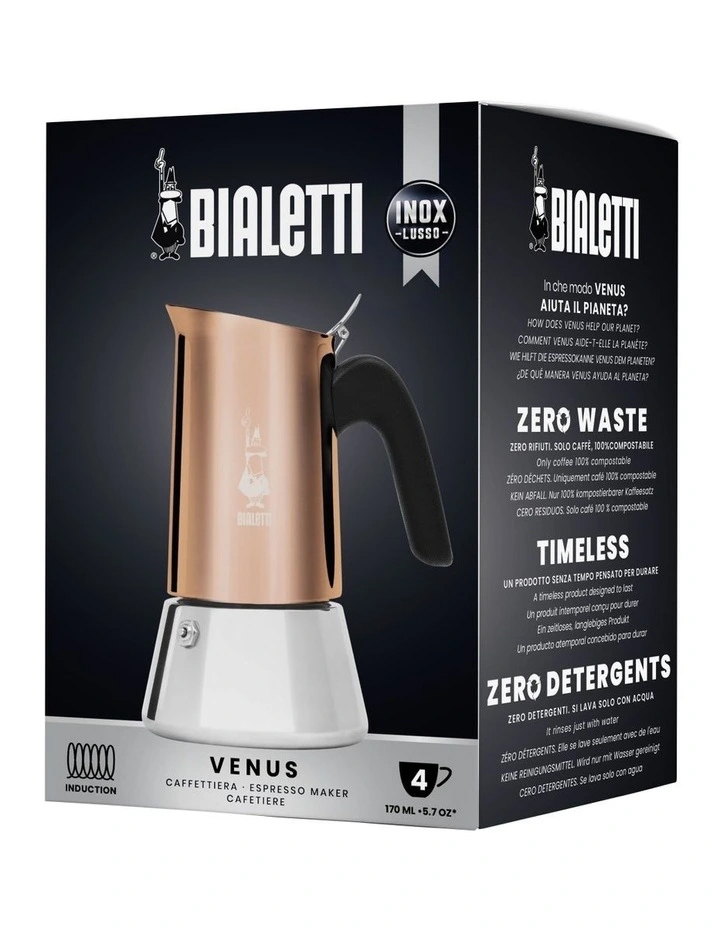 BIALETTI
INOX
-LUSSO-
BIALETTI
INDUCTION
VENUS
CAFFETTIERA · ESPRESSO MAKER
CAFETIERE
4
170 ML • 5.7 OZ*
®
BIALETTI
®
In che modo VENUS
AIUTA IL PIANETA?
HOW DOES VENUS HELP OUR PLANET?
COMMENT VENUS AIDE-T-ELLE LA PLANÈTE?
WIE HILFT DIE ESPRESSOKANNE VENUS DEM PLANETEN?
¿DE QUÉ MANERA VENUS AYUDA AL PLANETA?
ZERO WASTE
ZERO RIFIUTI. SOLO CAFFÈ, 100%COMPOSTABILE
Only coffee 100% compostable
ZÉRO DÉCHETS. Uniquement café 100% compostable
KEIN ABFALL. Nur 100% kompostierbarer Kaffeesatz
CERO RESIDUOS. Solo café 100 % compostable
TIMELESS
UN PRODOTTO SENZA TEMPO PENSATO PER DURARE
A timeless product designed to last
Un produit intemporel conçu pour durer
Ein zeitloses, langlebiges Produkt
Un producto atemporal concebido para durar
ZERO DETERGENTS
ZERO DETERGENTI. SI LAVA SOLO CON ACQUA
It rinses just with water
ZÉRO DÉTERGENTS. Elle se lave seulement avec de l'eau
KEINE REINIGUNGSMITTEL. Wird nur mit Wasser gereinigt
CERO DETERGENTES. Se lava solo con agua